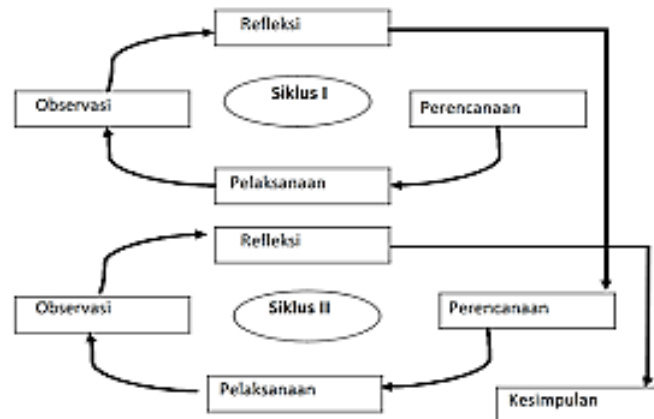 Refleksi
Siklus I
Observasi
Perencanaan
Pelaksanaan
Refleksi
Siklus II
Observasi
Perencanaan
Pelaksanaan
Kesimpulan